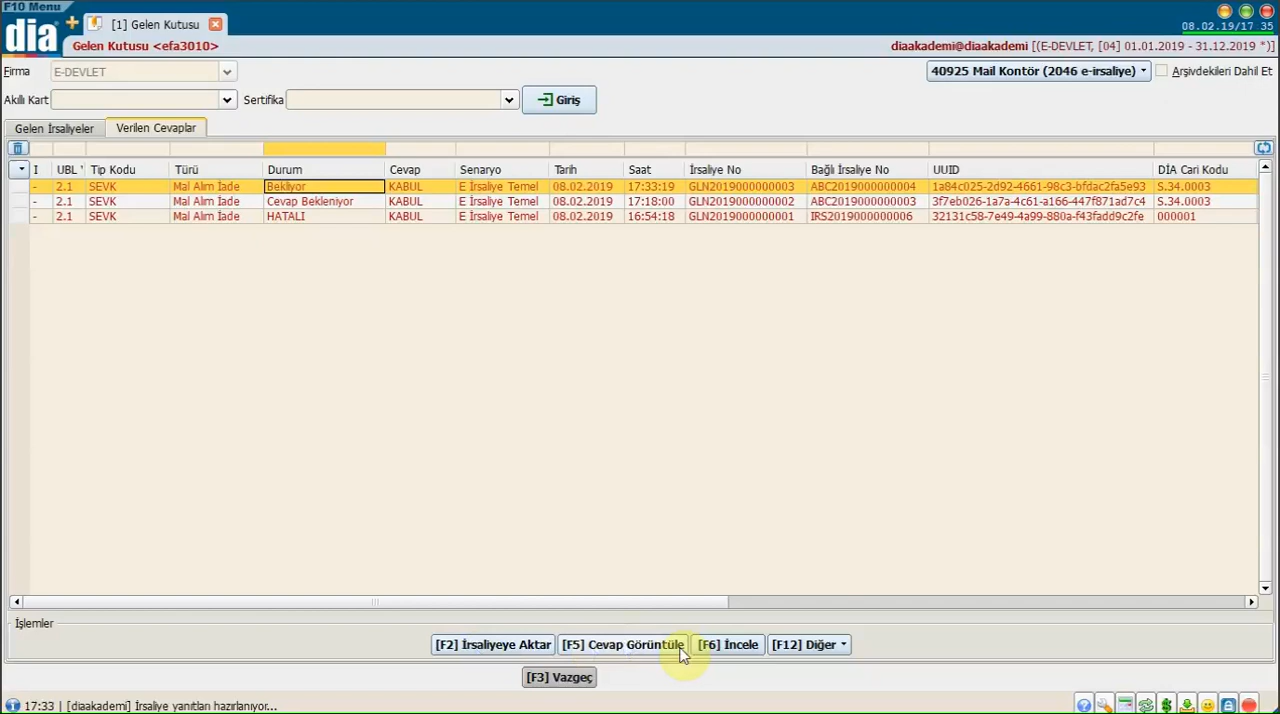 F10 Menu
dia
[1] Gelen Kutusu
08.02.19/17 35
Gelen Kutusu <efa3010>
diaakademi@diaakademi [(E-DEVLET, [04] 01.01.2019 - 31.12.2019 *)]
Firma E-DEVLET
40925 Mail Kontör (2046 e-irsaliye) Arşivdekileri Dahil Et
Akıllı Kart Sertifika Giriş
Gelen İrsaliyeler Verilen Cevaplar
I UBL Tip Kodu Türü Durum Cevap Senaryo Tarih Saat İrsaliye No Bağlı İrsaliye No UUID DİA Cari Kodu
- 2.1 SEVK Mal Alım İade Bekliyor KABUL E İrsaliye Temel 08.02.2019 17:33:19 GLN2019000000003 ABC2019000000004 1a84c025-2d92-4661-98c3-bfdac2fa5e93 S.34.0003
- 2.1 SEVK Mal Alım İade Cevap Bekleniyor KABUL E İrsaliye Temel 08.02.2019 17:18:00 GLN2019000000002 ABC2019000000003 3f7eb026-1a7a-4c61-a166-447f871ad7c4 S.34.0003
- 2.1 SEVK Mal Alım İade HATALI KABUL E İrsaliye Temel 08.02.2019 16:54:18 GLN2019000000001 IRS2019000000006 32131c58-7e49-4a99-880a-f43fadd9c2fe 000001
İşlemler
[F2] İrsaliyeye Aktar [F5] Cevap Görüntüle [F6] İncele [F12] Diğer
[F3] Vazgeç
17:33 | [diaakademi] İrsaliye yanıtları hazırlanıyor...